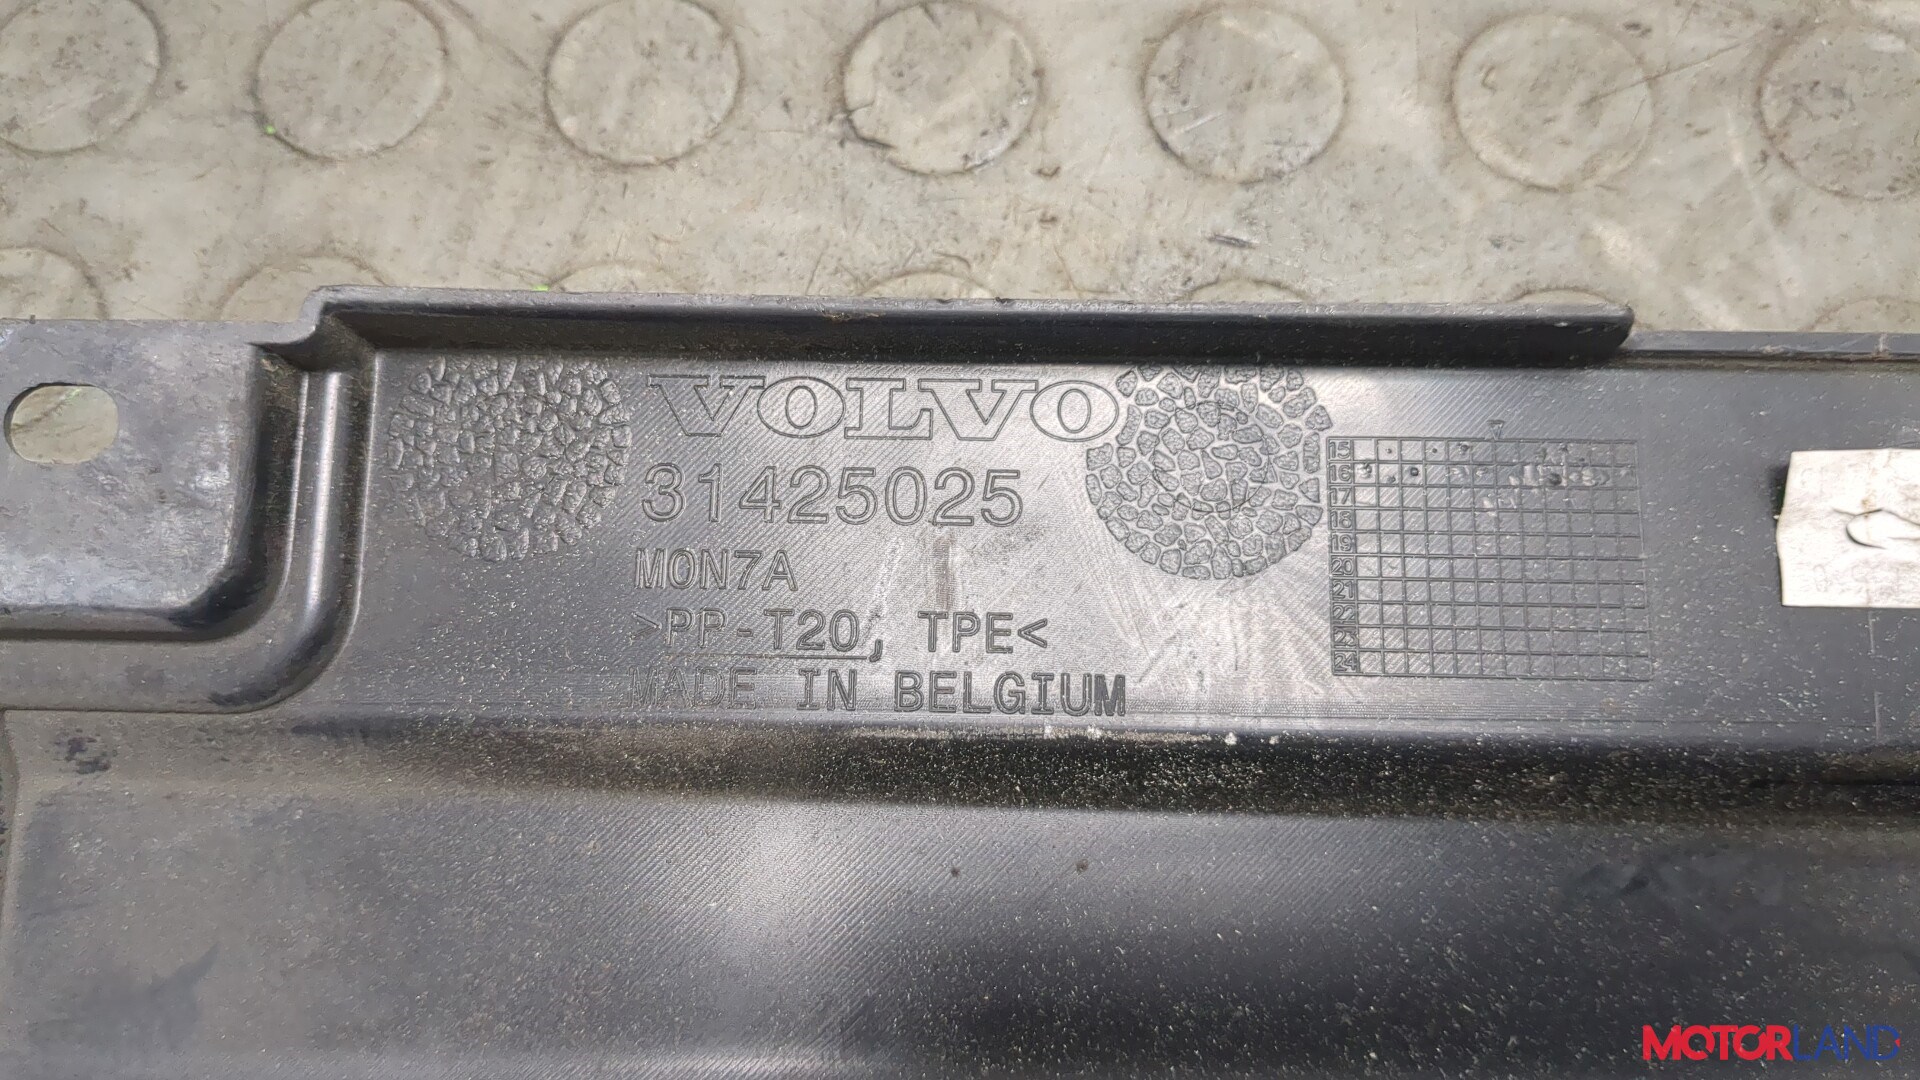 VOLVO
31425025
MON7A
>PP-T20, TPE<
MADE IN BELGIUM
15
16
17
18
19
20
21
22
23
24
MOTORLAND